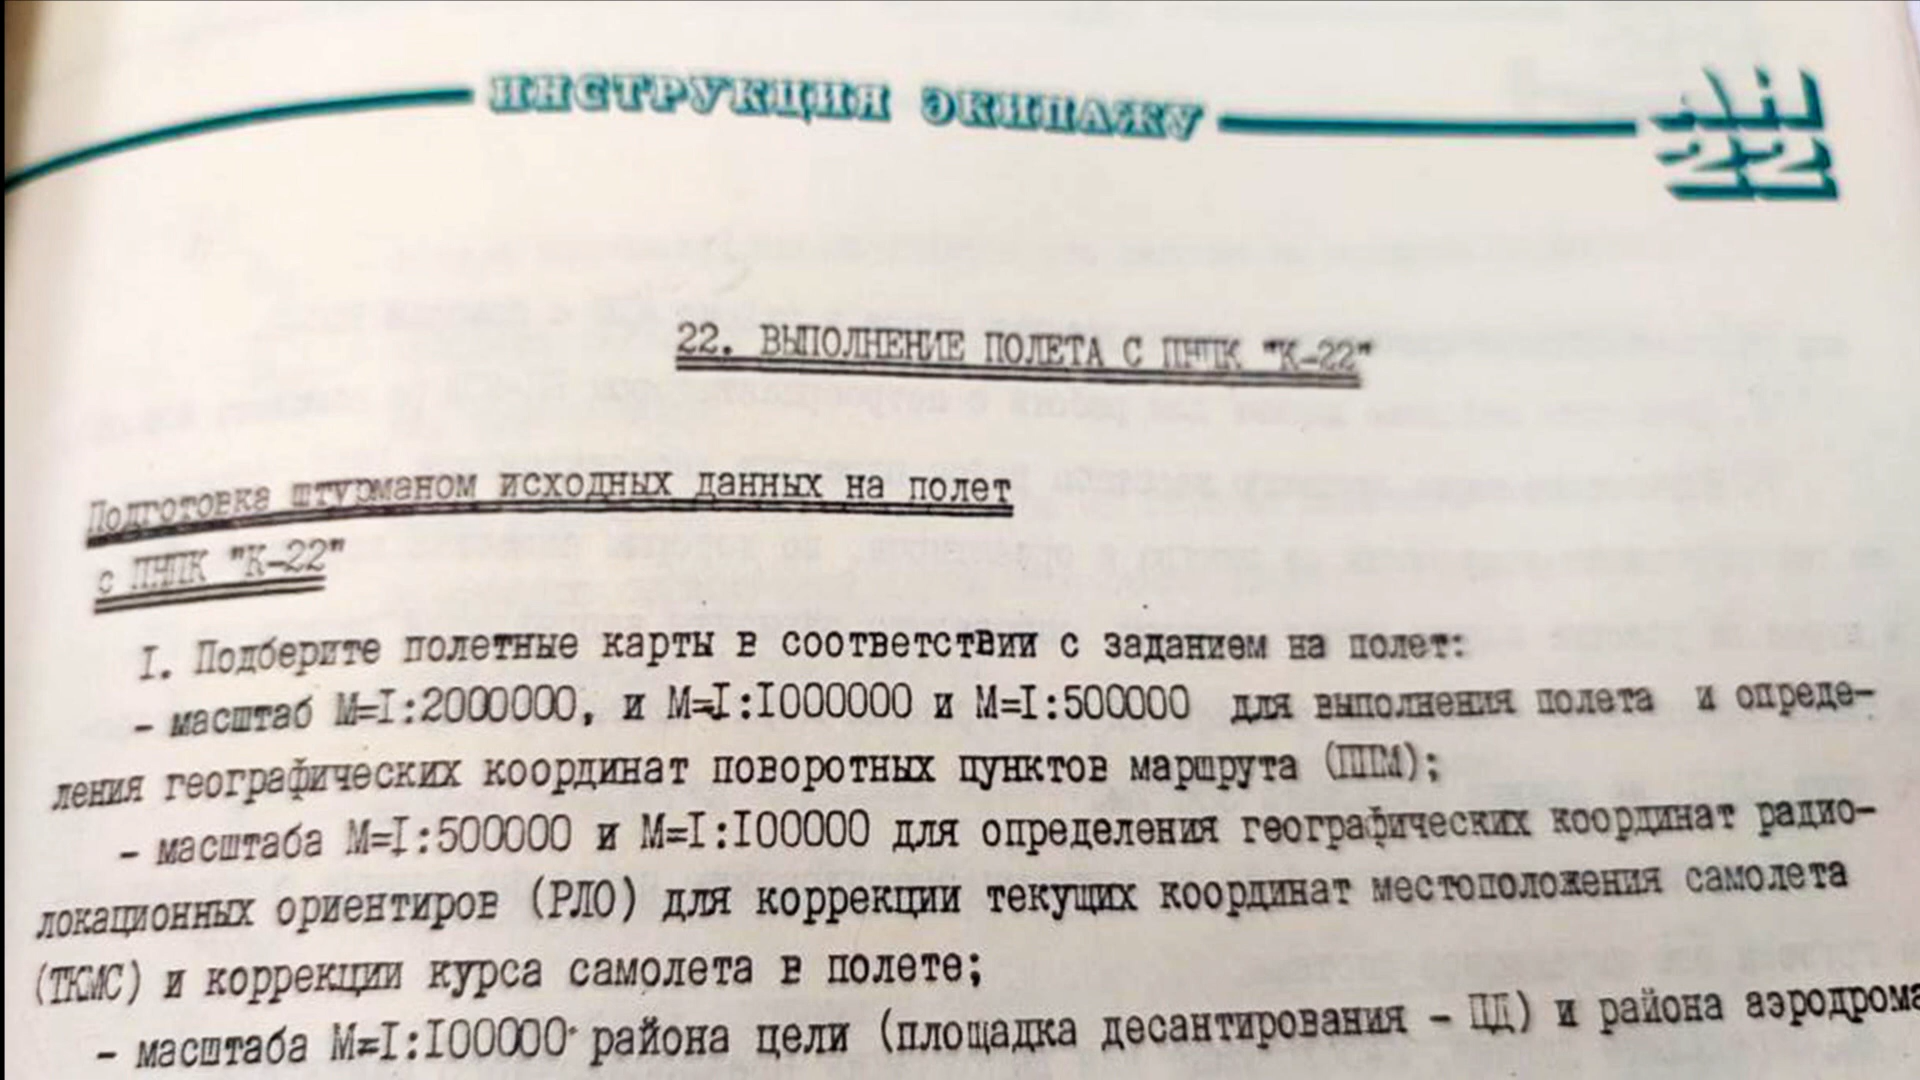 ИНСТРУКЦИЯ ЭКИПАЖУ
АН
22
22. ВЫПОЛНЕНИЕ ПОЛЕТА С ПНПК "К-22"
Подготовка штурманом исходных данных на полет
с ПНПК "К-22"
I. Подберите полетные карты в соответствии с заданием на полет:
- масштаб М=I:2000000, и М=I:I000000 и М=I:500000 для выполнения полета и опреде-
ления географических координат поворотных пунктов маршрута (ППМ);
- масштаба М=I:500000 и М=I:I00000 для определения географических координат радио-
локационных ориентиров (РЛО) для коррекции текущих координат местоположения самолета
(ТКМС) и коррекции курса самолета в полете;
- масштаба М=I:I00000 района цели (площадка десантирования - ПД) и района аэродрома